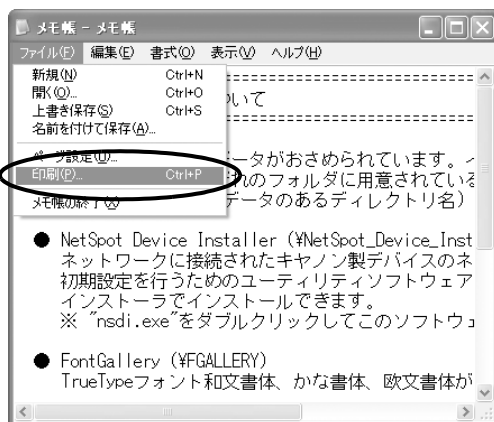 メモ帳 - メモ帳
ファイル(F) 編集(E) 書式(O) 表示(V) ヘルプ(H)
新規(N) Ctrl+N
開く(O)... Ctrl+O
上書き保存(S) Ctrl+S
名前を付けて保存(A)...
ページ設定(U)...
印刷(P)... Ctrl+P
メモ帳の終了(X)
ついて
ータがおさめられています。
れのフォルダに用意されている
データのあるディレクトリ名)
● NetSpot Device Installer (¥NetSpot_Device_Inst
ネットワークに接続されたキヤノン製デバイスのネ
初期設定を行うためのユーティリティソフトウェア
インストーラでインストールできます。
※ "nsdi.exe"をダブルクリックしてこのソフトウェ
● FontGallery (¥FGALLERY)
TrueTypeフォント和文書体、かな書体、欧文書体が